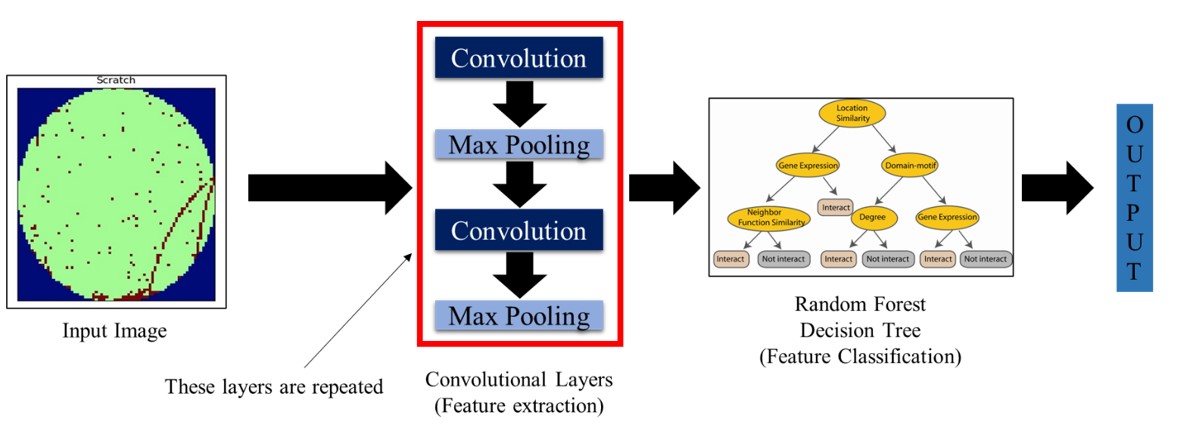 Scratch
Input Image
These layers are repeated
Convolution
Max Pooling
Convolution
Max Pooling
Convolutional Layers
(Feature extraction)
Location
Similarity
Gene Expression
Domain-motif
Interact
Neighbor
Function Similarity
Degree
Gene Expression
Interact
Not interact
Interact
Not interact
Interact
Not interact
Random Forest
Decision Tree
(Feature Classification)
OUTPUT